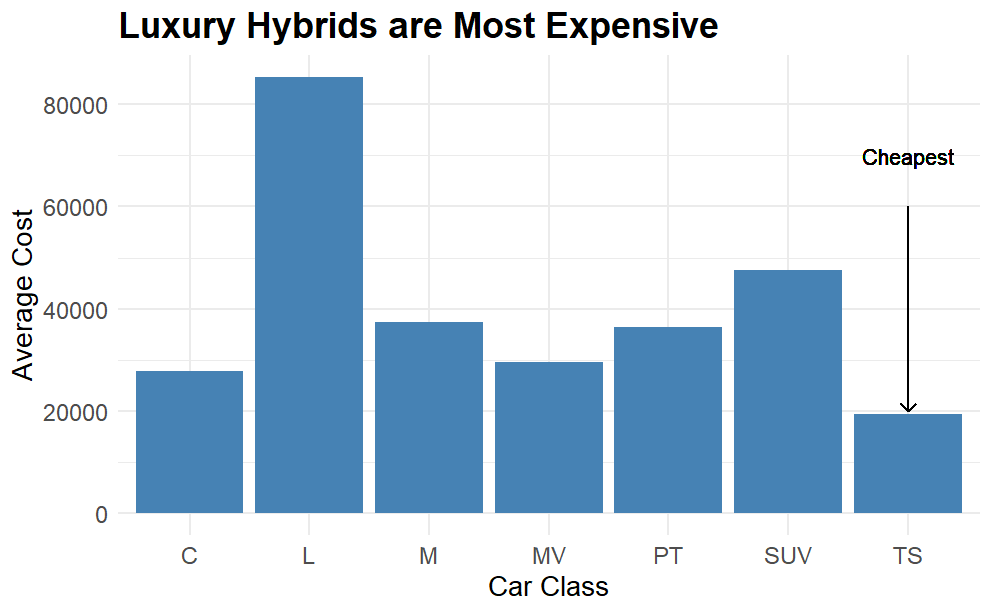 Luxury Hybrids are Most Expensive
Average Cost
80000
60000
40000
20000
0
Cheapest
C
L
M
MV
PT
SUV
TS
Car Class